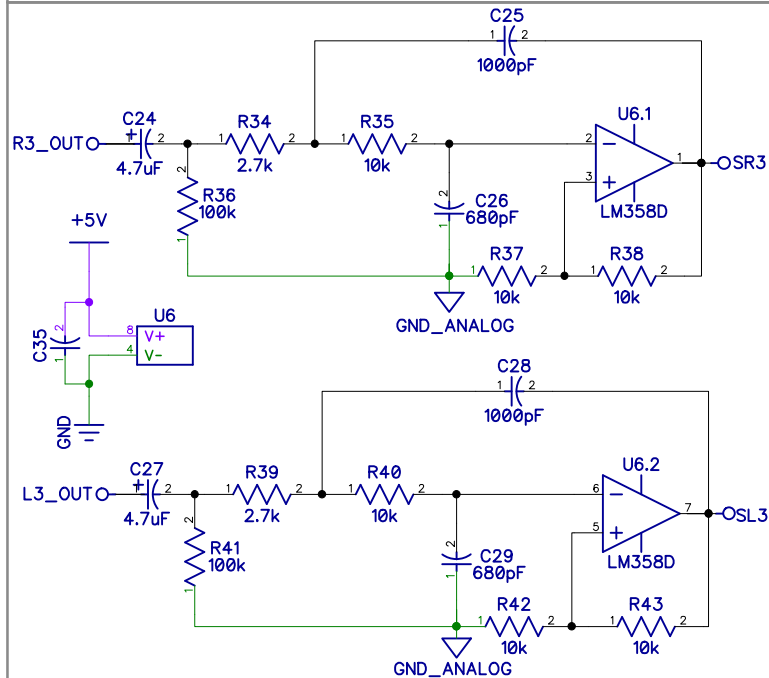 C25
1 2
1000pF
C24
R3_OUT
+
1 2
4.7uF
R34
1 2
2.7k
R35
1 2
10k
U6.1
2 −
3 +
1
SR3
LM358D
2
R36
100k
1
2
C26
680pF
1
R37
1 2
10k
R38
1 2
10k
GND_ANALOG
+5V
2
C35
1
U6
8 V+
4 V-
GND
C28
1 2
1000pF
C27
L3_OUT
+
1 2
4.7uF
R39
1 2
2.7k
R40
1 2
10k
U6.2
6 −
5 +
7
SL3
LM358D
2
R41
100k
1
2
C29
680pF
1
R42
1 2
10k
R43
1 2
10k
GND_ANALOG